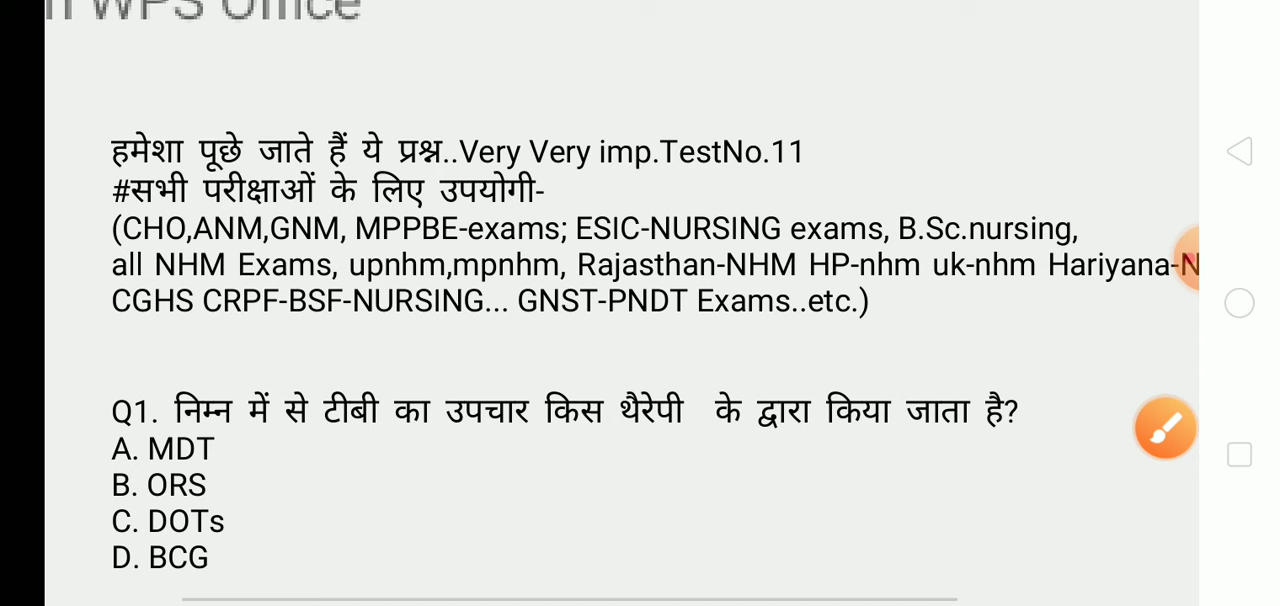 WPS Office
हमेशा पूछे जाते हैं ये प्रश्न..Very Very imp.TestNo.11
#सभी परीक्षाओं के लिए उपयोगी-
(CHO,ANM,GNM, MPPBE-exams; ESIC-NURSING exams, B.Sc.nursing,
all NHM Exams, upnhm,mpnhm, Rajasthan-NHM HP-nhm uk-nhm Hariyana-N
CGHS CRPF-BSF-NURSING... GNST-PNDT Exams..etc.)
Q1. निम्न में से टीबी का उपचार किस थैरेपी के द्वारा किया जाता है?
A. MDT
B. ORS
C. DOTs
D. BCG